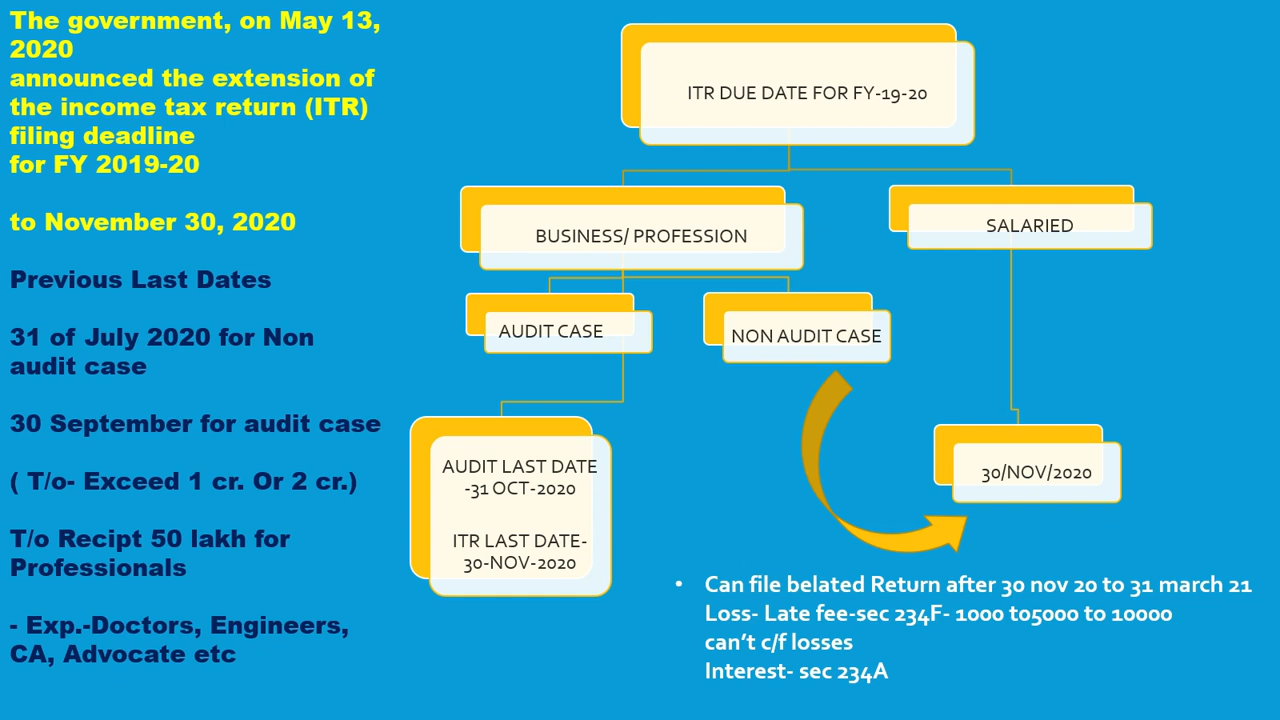 The government, on May 13,
2020
announced the extension of
the income tax return (ITR)
filing deadline
for FY 2019-20
to November 30, 2020
Previous Last Dates
31 of July 2020 for Non
audit case
30 September for audit case
( T/o- Exceed 1 cr. Or 2 cr.)
T/o Recipt 50 lakh for
Professionals
- Exp.-Doctors, Engineers,
CA, Advocate etc
ITR DUE DATE FOR FY-19-20
BUSINESS/ PROFESSION
SALARIED
AUDIT CASE
NON AUDIT CASE
AUDIT LAST DATE
-31 OCT-2020
ITR LAST DATE-
30-NOV-2020
30/NOV/2020
• Can file belated Return after 30 nov 20 to 31 march 21
Loss- Late fee-sec 234F- 1000 to5000 to 10000
can't c/f losses
Interest- sec 234A